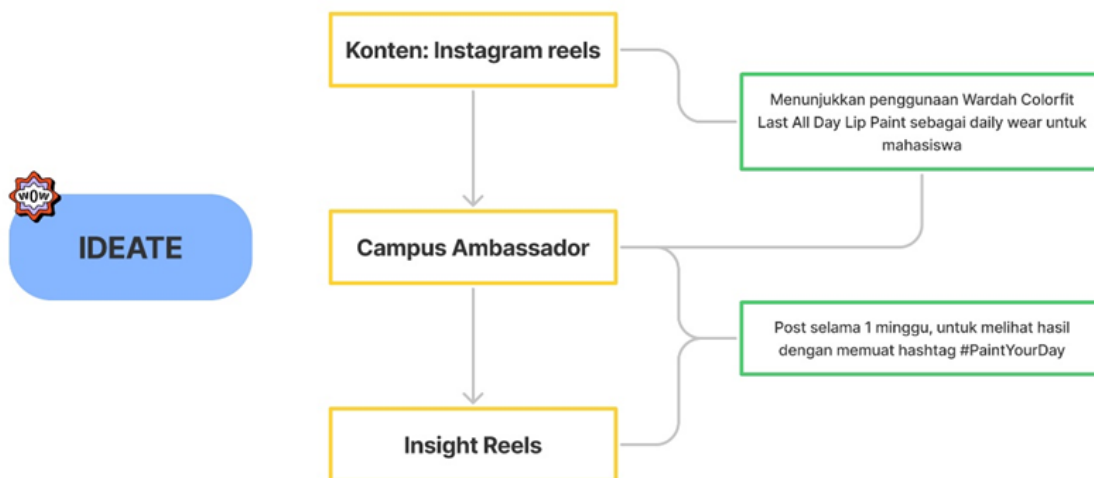 Konten: Instagram reels
Menunjukkan penggunaan Wardah Colorfit
Last All Day Lip Paint sebagai daily wear untuk
mahasiswa
WOW
IDEATE
Campus Ambassador
Post selama 1 minggu, untuk melihat hasil
dengan memuat hashtag #PaintYourDay
Insight Reels